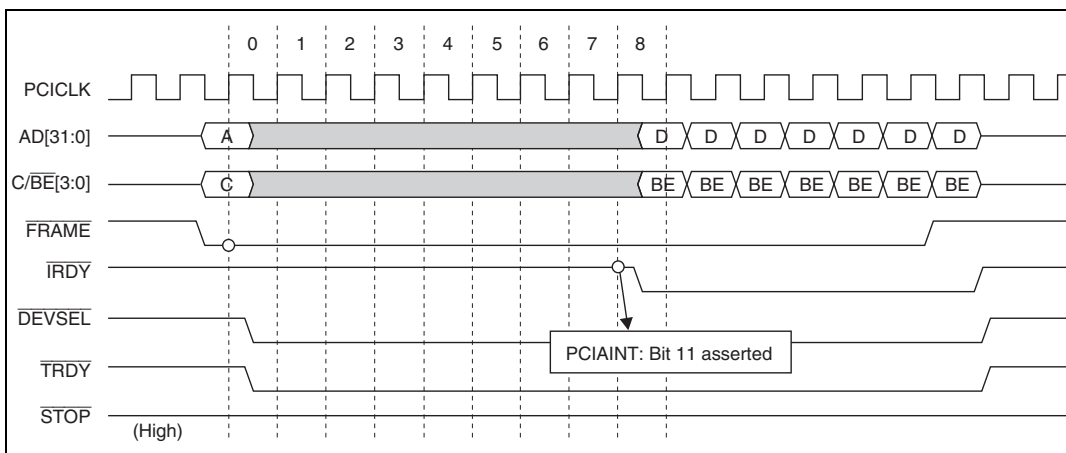 0 1 2 3 4 5 6 7 8
PCICLK
AD[31:0] A D D D D D D D
C/BE[3:0] C BE BE BE BE BE BE BE
FRAME
IRDY
DEVSEL
PCIAINT: Bit 11 asserted
TRDY
STOP
(High)